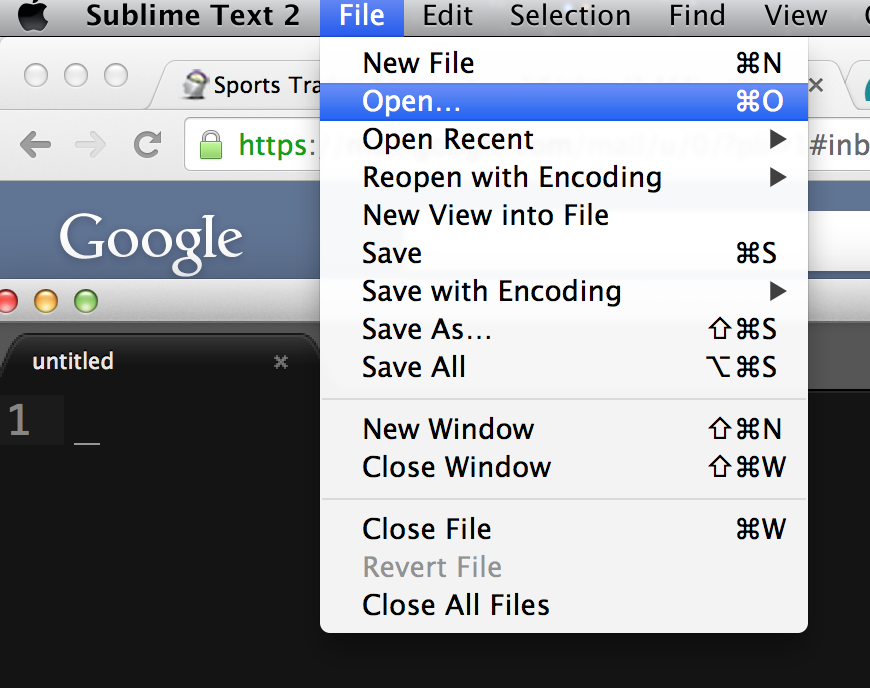 Sublime Text 2 File Edit Selection Find View
Sports Tra
https:
#inb
Google
untitled
1
New File ⌘N
Open... ⌘O
Open Recent ▶
Reopen with Encoding ▶
New View into File
Save ⌘S
Save with Encoding ▶
Save As... ⇧⌘S
Save All ⌥⌘S
New Window ⇧⌘N
Close Window ⇧⌘W
Close File ⌘W
Revert File
Close All Files